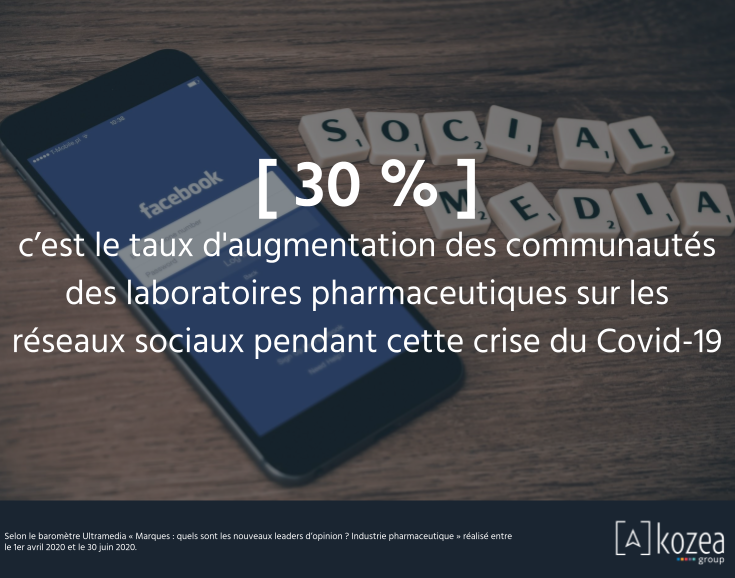 facebook
SOCIAL
MEDIA
[ 30 % ]
c’est le taux d'augmentation des communautés
des laboratoires pharmaceutiques sur les
réseaux sociaux pendant cette crise du Covid-19
Selon le baromètre Ultramedia « Marques : quels sont les nouveaux leaders d'opinion ? Industrie pharmaceutique » réalisé entre
le 1er avril 2020 et le 30 juin 2020.
[A]kozea
group